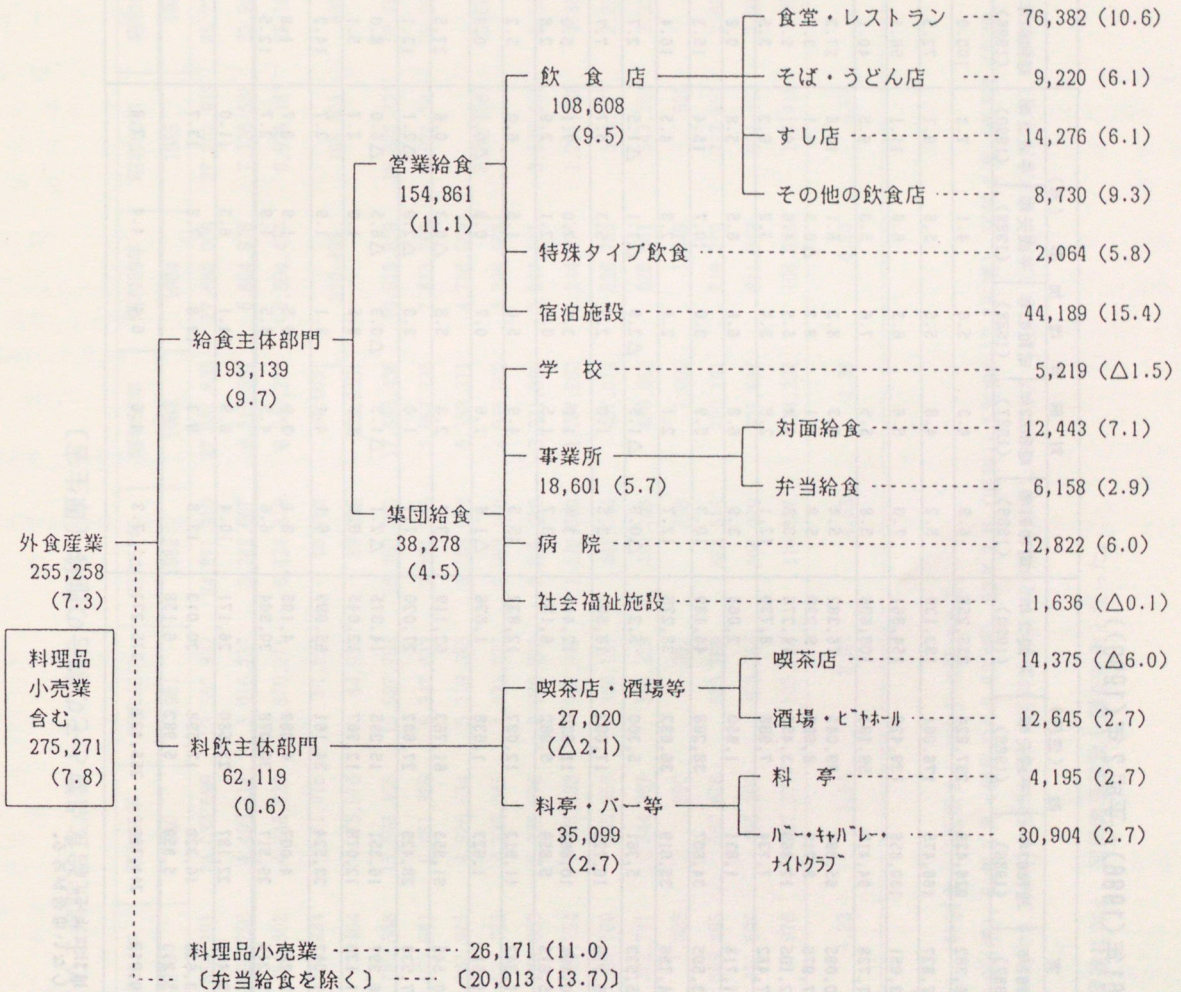 食堂・レストラン 76,382 (10.6)
飲食店 そば・うどん店 9,220 (6.1)
108,608
(9.5) すし店 14,276 (6.1)
営業給食
154,861
(11.1)
その他の飲食店 8,730 (9.3)
特殊タイプ飲食 2,064 (5.8)
宿泊施設 44,189 (15.4)
給食主体部門
193,139
(9.7)
学校 5,219 (△1.5)
対面給食 12,443 (7.1)
事業所
18,601 (5.7)
弁当給食 6,158 (2.9)
集団給食
38,278
(4.5)
病院 12,822 (6.0)
社会福祉施設 1,636 (△0.1)
外食産業
255,258
(7.3)
料理品
小売業
含む
275,271
(7.8)
喫茶店 14,375 (△6.0)
喫茶店・酒場等
27,020
(△2.1)
酒場・ビヤホール 12,645 (2.7)
料飲主体部門
62,119
(0.6)
料亭 4,195 (2.7)
料亭・バー等
35,099
(2.7)
バー・キャバレー・ 30,904 (2.7)
ナイトクラブ
料理品小売業 26,171 (11.0)
〔弁当給食を除く〕 〔20,013 (13.7)〕